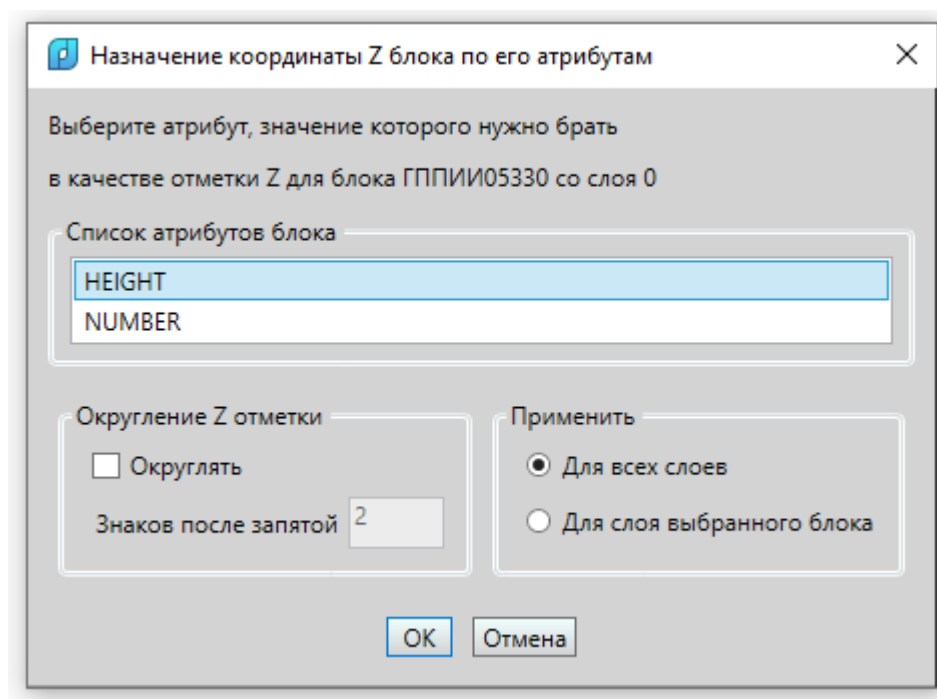 Назначение координаты Z блока по его атрибутам
Выберите атрибут, значение которого нужно брать
в качестве отметки Z для блока ГППИИ05330 со слоя 0
Список атрибутов блока
HEIGHT
NUMBER
Округление Z отметки
Округлять
Знаков после запятой 2
Применить
Для всех слоев
Для слоя выбранного блока
ОК Отмена